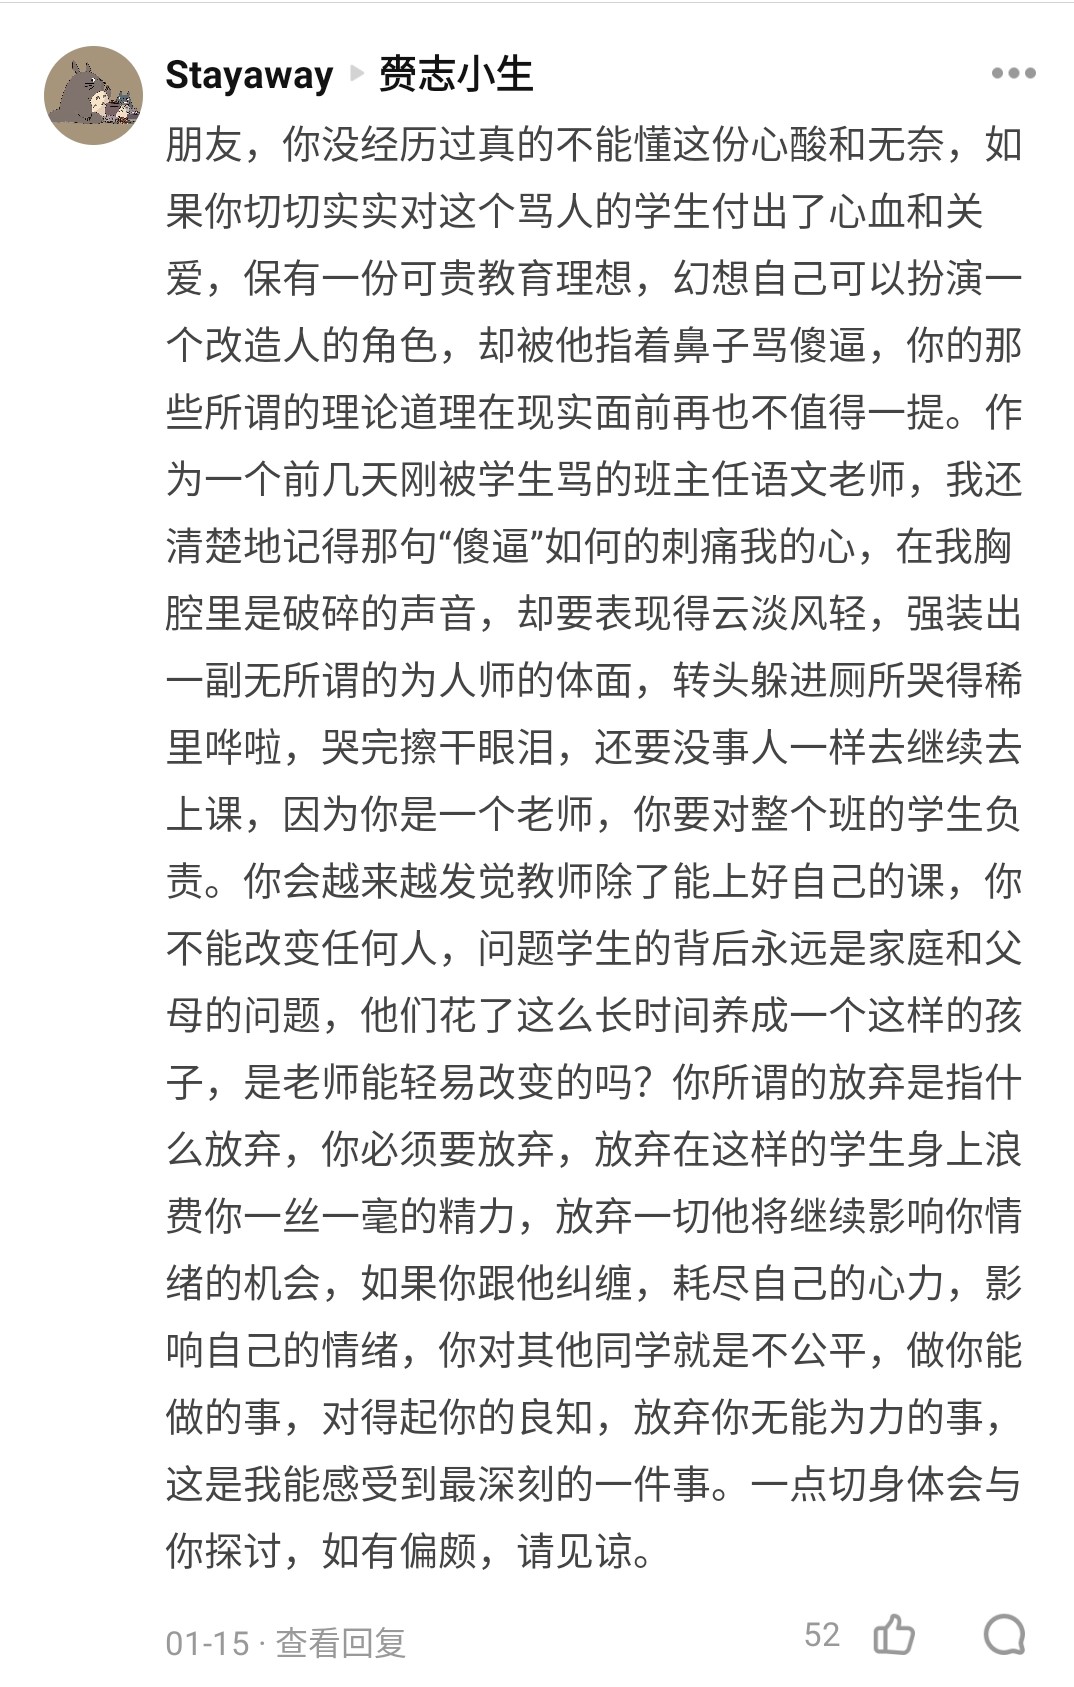 Stayaway ▸ 赍志小生
朋友，你没经历过真的不能懂这份心酸和无奈，如
果你切切实实对这个骂人的学生付出了心血和关
爱，保有一份可贵教育理想，幻想自己可以扮演一
个改造人的角色，却被他指着鼻子骂傻逼，你的那
些所谓的理论道理在现实面前再也不值得一提。作
为一个前几天刚被学生骂的班主任语文老师，我还
清楚地记得那句“傻逼”如何的刺痛我的心，在我胸
腔里是破碎的声音，却要表现得云淡风轻，强装出
一副无所谓的为人师的体面，转头躲进厕所哭得稀
里哗啦，哭完擦干眼泪，还要没事人一样去继续去
上课，因为你是一个老师，你要对整个班的学生负
责。你会越来越发觉教师除了能上好自己的课，你
不能改变任何人，问题学生的背后永远是家庭和父
母的问题，他们花了这么长时间养成一个这样的孩
子，是老师能轻易改变的吗？你所谓的放弃是指什
么放弃，你必须要放弃，放弃在这样的学生身上浪
费你一丝一毫的精力，放弃一切他将继续影响你情
绪的机会，如果你跟他纠缠，耗尽自己的心力，影
响自己的情绪，你对其他同学就是不公平，做你能
做的事，对得起你的良知，放弃你无能为力的事，
这是我能感受到最深刻的一件事。一点切身体会与
你探讨，如有偏颇，请见谅。
01-15 · 查看回复 52